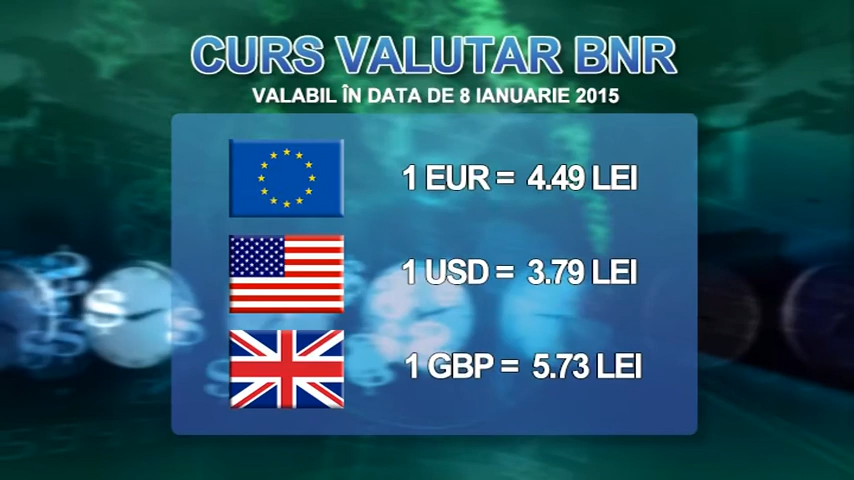 CURS VALUTAR BNR
VALABIL ÎN DATA DE 8 IANUARIE 2015
1 EUR = 4.49 LEI
1 USD = 3.79 LEI
1 GBP = 5.73 LEI